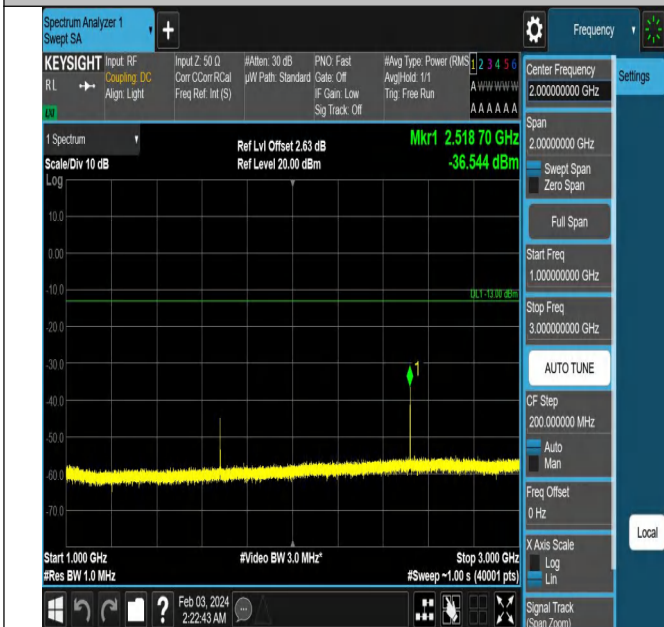 Spectrum Analyzer 1
Swept SA
+
Frequency
KEYSIGHT
RL
LXI
Input: RF
Coupling: DC
Align: Light
Input Z: 50 Ω
Corr CCorr RCal
Freq Ref: Int (S)
#Atten: 30 dB
µW Path: Standard
PNO: Fast
Gate: Off
IF Gain: Low
Sig Track: Off
#Avg Type: Power (RMS
Avg|Hold: 1/1
Trig: Free Run
1 2 3 4 5 6
A W W W W W
A A A A A A
1 Spectrum
Scale/Div 10 dB
Log
Ref Lvl Offset 2.63 dB
Ref Level 20.00 dBm
Mkr1 2.518 70 GHz
-36.544 dBm
10.0
0.00
-10.0
DL1 -13.00 dBm
-20.0
-30.0
1
-40.0
-50.0
-60.0
-70.0
Start 1.000 GHz
#Res BW 1.0 MHz
#Video BW 3.0 MHz*
Stop 3.000 GHz
#Sweep ~1.00 s (40001 pts)
?
Feb 03, 2024
2:22:43 AM
Center Frequency
2.000000000 GHz
Settings
Span
2.00000000 GHz
Swept Span
Zero Span
Full Span
Start Freq
1.000000000 GHz
Stop Freq
3.000000000 GHz
AUTO TUNE
CF Step
200.000000 MHz
Auto
Man
Freq Offset
0 Hz
Local
X Axis Scale
Log
Lin
Signal Track
(Span Zoom)